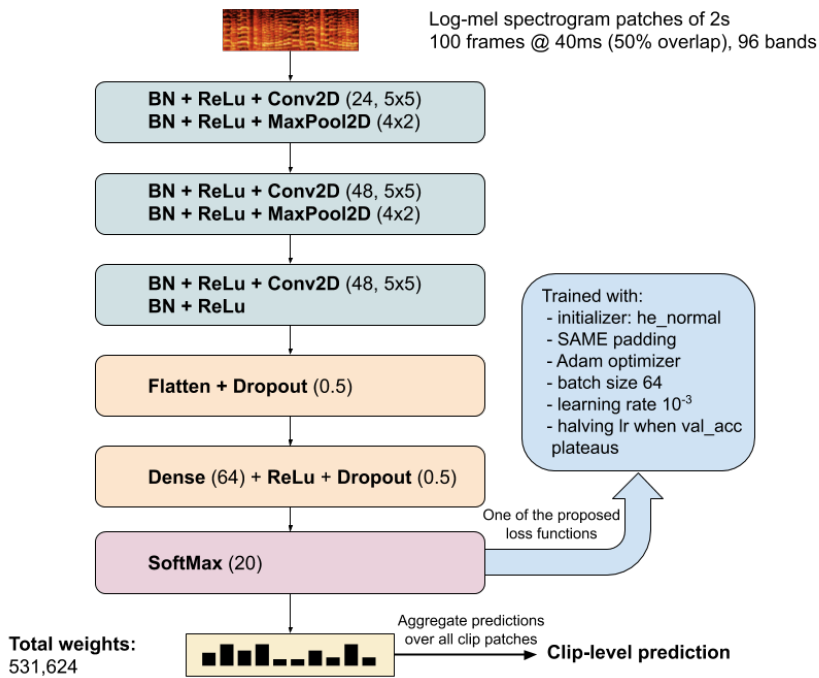 Log-mel spectrogram patches of 2s
100 frames @ 40ms (50% overlap), 96 bands
BN + ReLu + Conv2D (24, 5x5)
BN + ReLu + MaxPool2D (4x2)
BN + ReLu + Conv2D (48, 5x5)
BN + ReLu + MaxPool2D (4x2)
BN + ReLu + Conv2D (48, 5x5)
BN + ReLu
Trained with:
- initializer: he_normal
- SAME padding
- Adam optimizer
- batch size 64
- learning rate 10⁻³
- halving lr when val_acc
plateaus
Flatten + Dropout (0.5)
Dense (64) + ReLu + Dropout (0.5)
One of the proposed
loss functions
SoftMax (20)
Aggregate predictions
over all clip patches
Total weights:
531,624
Clip-level prediction